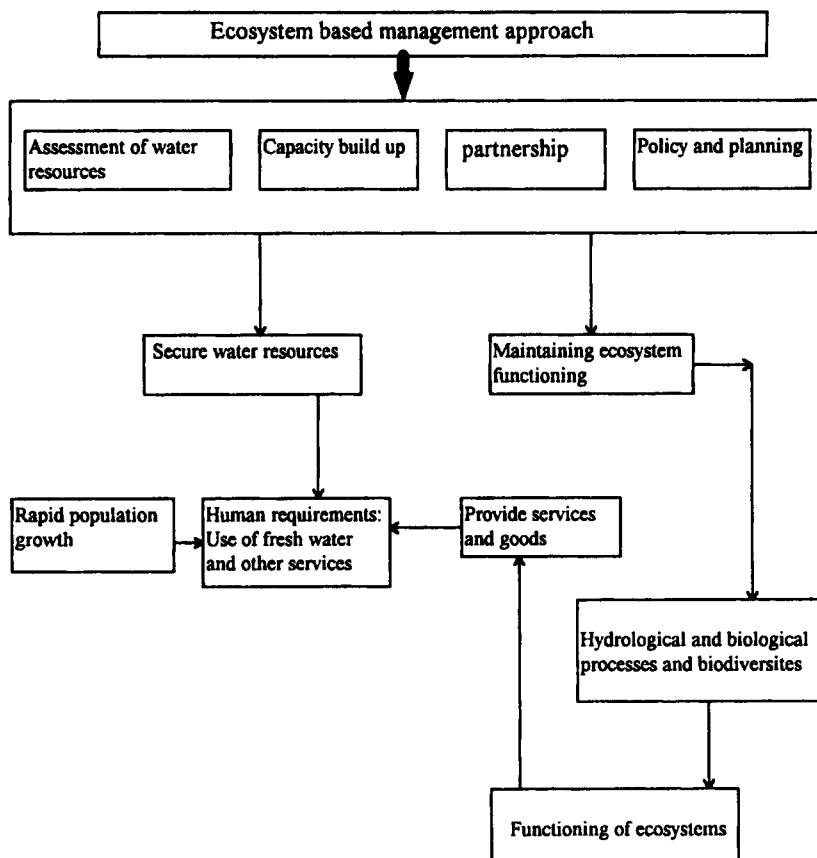 Ecosystem based management approach
Assessment of water
resources
Capacity build up
partnership
Policy and planning
Secure water resources
Maintaining ecosystem
functioning
Rapid population
growth
Human requirements:
Use of fresh water
and other services
Provide services
and goods
Hydrological and biological
processes and biodiversites
Functioning of ecosystems